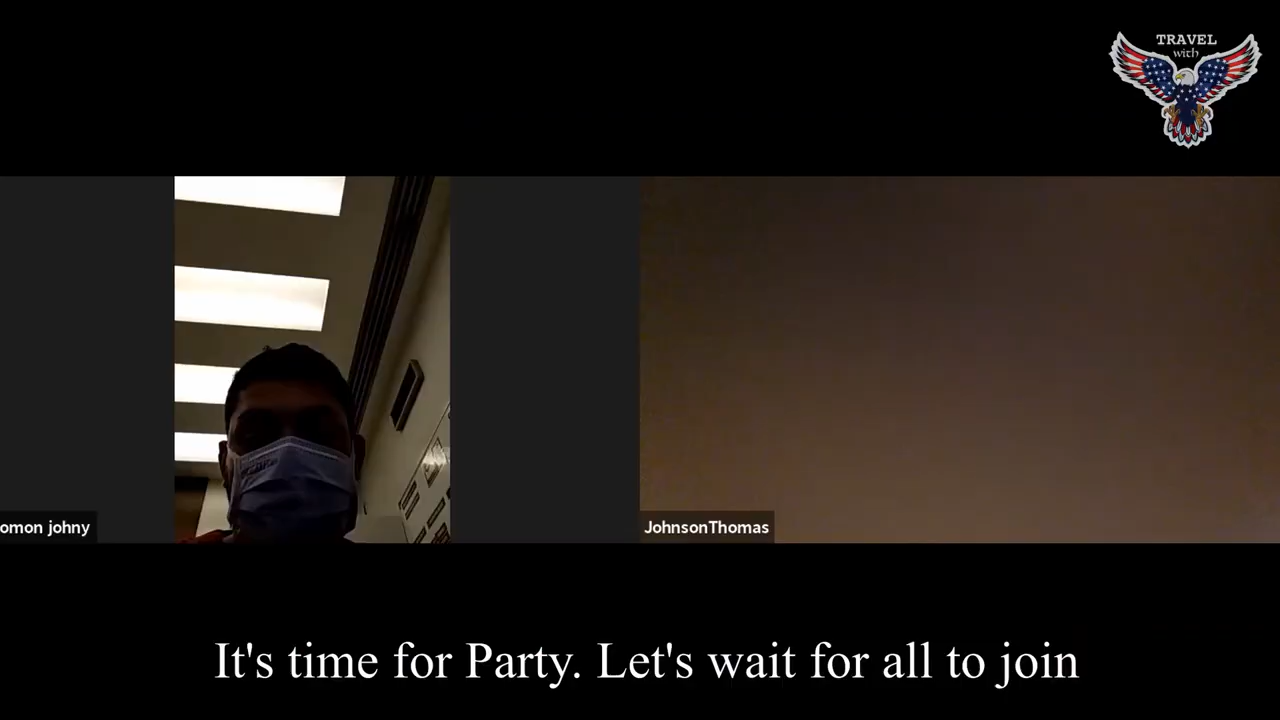 TRAVEL
with
omon johny
JohnsonThomas
It's time for Party. Let's wait for all to join